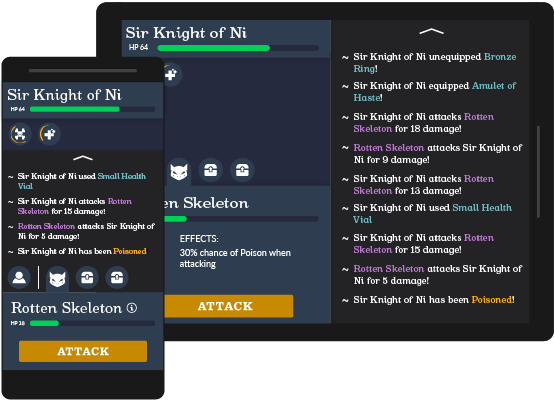 Sir Knight of Ni
HP 64
~ Sir Knight of Ni unequipped Bronze
Ring!
~ Sir Knight of Ni equipped Amulet of
Haste!
~ Sir Knight of Ni attacks Rotten
Skeleton for 18 damage!
~ Rotten Skeleton attacks Sir Knight of
Ni for 9 damage!
~ Sir Knight of Ni attacks Rotten
Skeleton for 13 damage!
~ Sir Knight of Ni used Small Health
Vial
~ Sir Knight of Ni attacks Rotten
Skeleton for 15 damage!
~ Rotten Skeleton attacks Sir Knight of
Ni for 5 damage!
~ Sir Knight of Ni has been Poisoned!
en Skeleton
EFFECTS:
30% chance of Poison when
attacking
ATTACK
Sir Knight of Ni
HP 64
~ Sir Knight of Ni used Small Health
Vial
~ Sir Knight of Ni attacks Rotten
Skeleton for 15 damage!
~ Rotten Skeleton attacks Sir Knight of
Ni for 5 damage!
~ Sir Knight of Ni has been Poisoned
Rotten Skeleton
HP 18
ATTACK